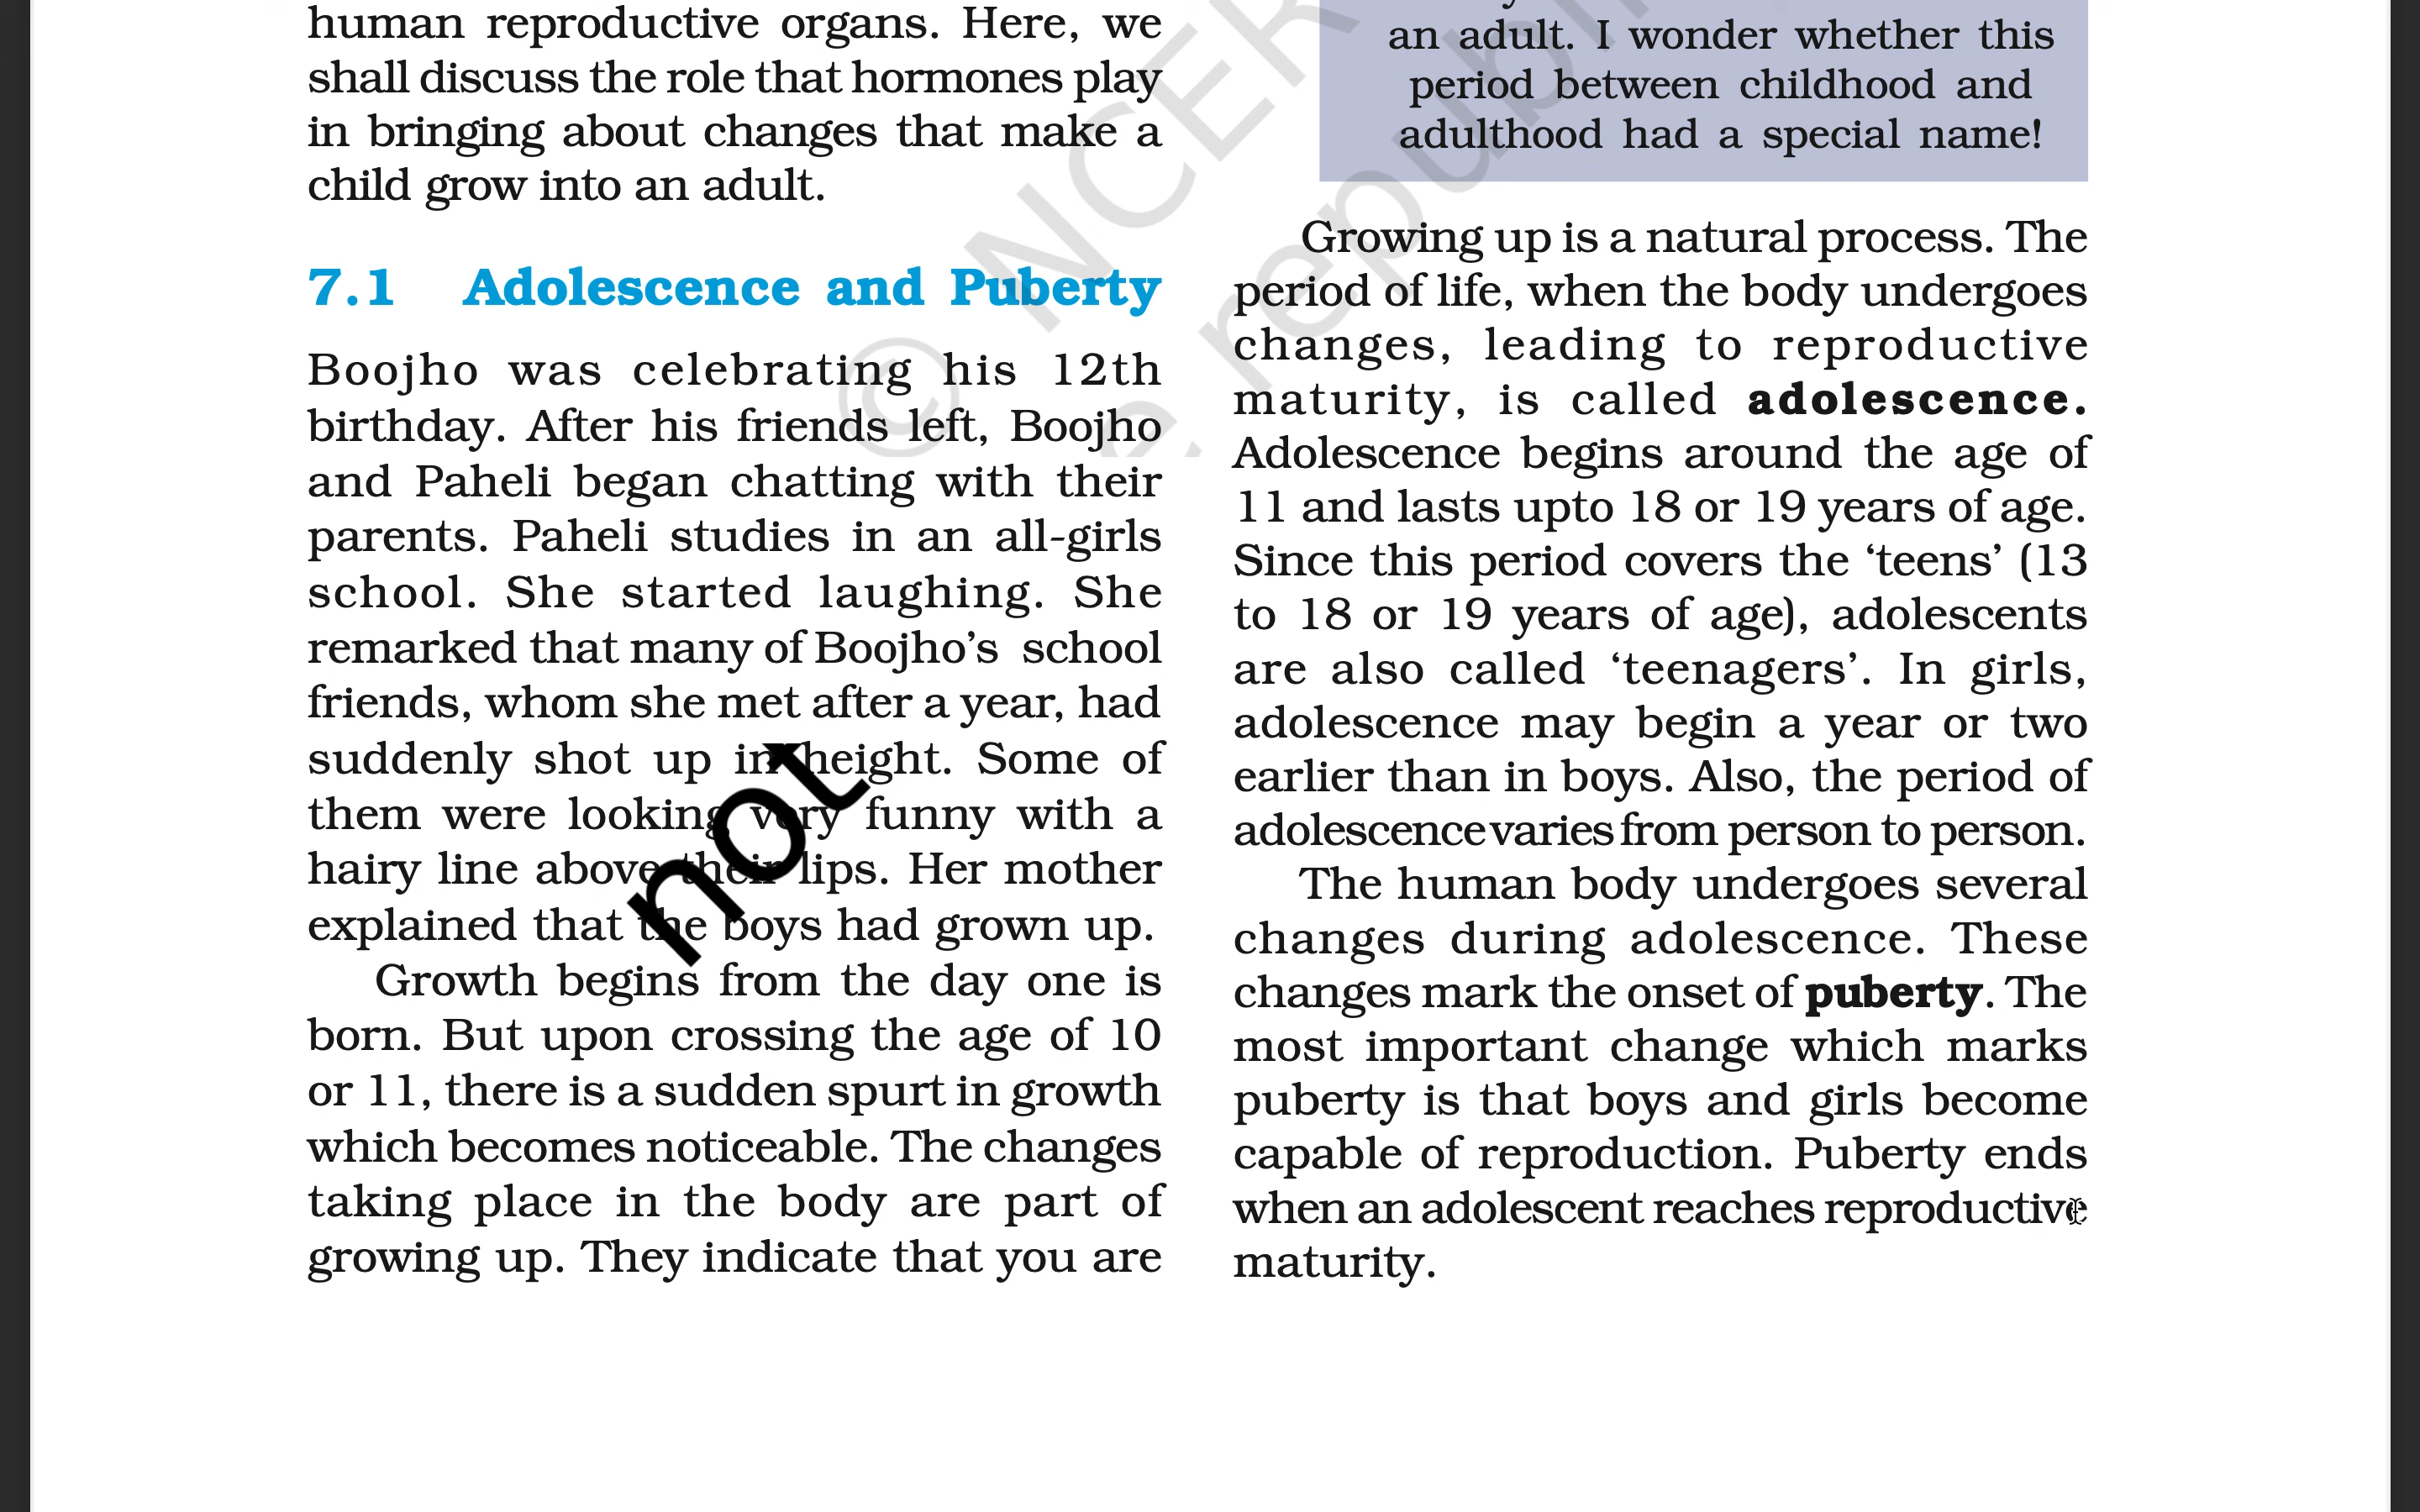 human reproductive organs. Here, we
shall discuss the role that hormones play
in bringing about changes that make a
child grow into an adult.
7.1 Adolescence and Puberty
Boojho was celebrating his 12th
birthday. After his friends left, Boojho
and Paheli began chatting with their
parents. Paheli studies in an all-girls
school. She started laughing. She
remarked that many of Boojho’s school
friends, whom she met after a year, had
suddenly shot up in height. Some of
them were looking very funny with a
hairy line above their lips. Her mother
explained that the boys had grown up.
Growth begins from the day one is
born. But upon crossing the age of 10
or 11, there is a sudden spurt in growth
which becomes noticeable. The changes
taking place in the body are part of
growing up. They indicate that you are
an adult. I wonder whether this
period between childhood and
adulthood had a special name!
Growing up is a natural process. The
period of life, when the body undergoes
changes, leading to reproductive
maturity, is called adolescence.
Adolescence begins around the age of
11 and lasts upto 18 or 19 years of age.
Since this period covers the ‘teens’ (13
to 18 or 19 years of age), adolescents
are also called ‘teenagers’. In girls,
adolescence may begin a year or two
earlier than in boys. Also, the period of
adolescence varies from person to person.
The human body undergoes several
changes during adolescence. These
changes mark the onset of puberty. The
most important change which marks
puberty is that boys and girls become
capable of reproduction. Puberty ends
when an adolescent reaches reproductive
maturity.
© NCER
not